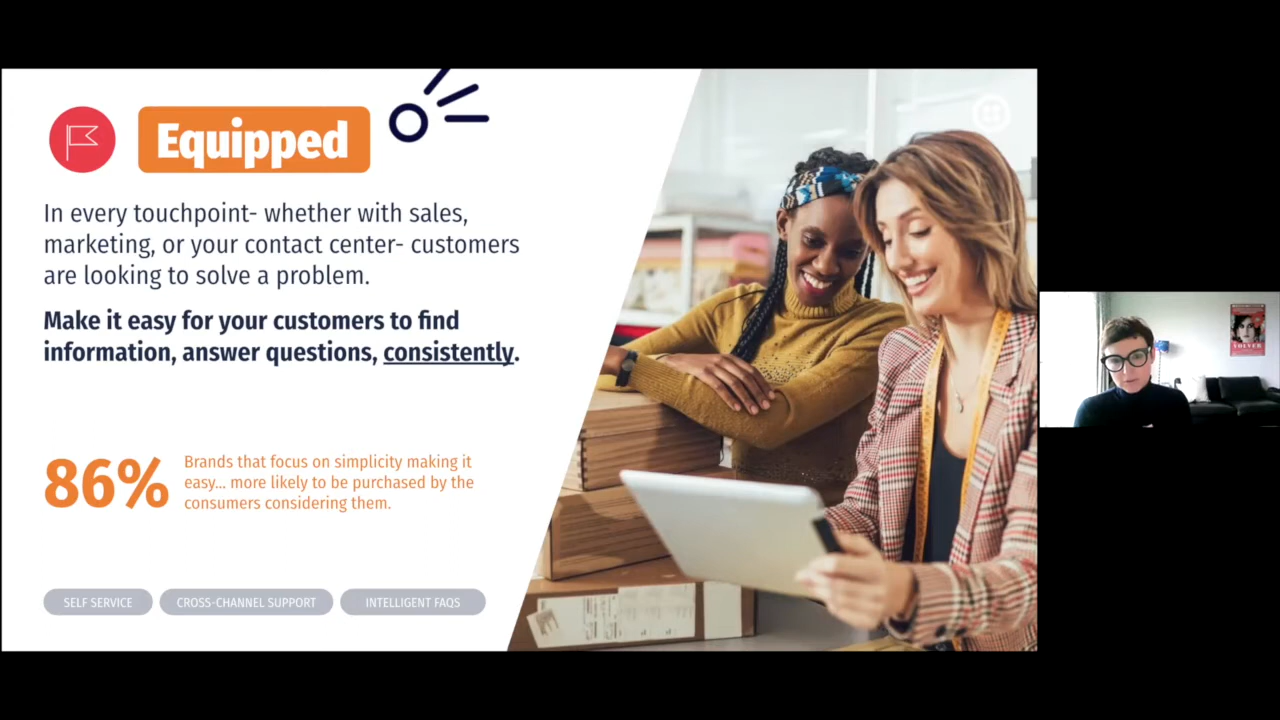 Equipped
In every touchpoint- whether with sales,
marketing, or your contact center- customers
are looking to solve a problem.
Make it easy for your customers to find
information, answer questions, consistently.
86%
Brands that focus on simplicity making it
easy... more likely to be purchased by the
consumers considering them.
SELF SERVICE
CROSS-CHANNEL SUPPORT
INTELLIGENT FAQS
VOLVER